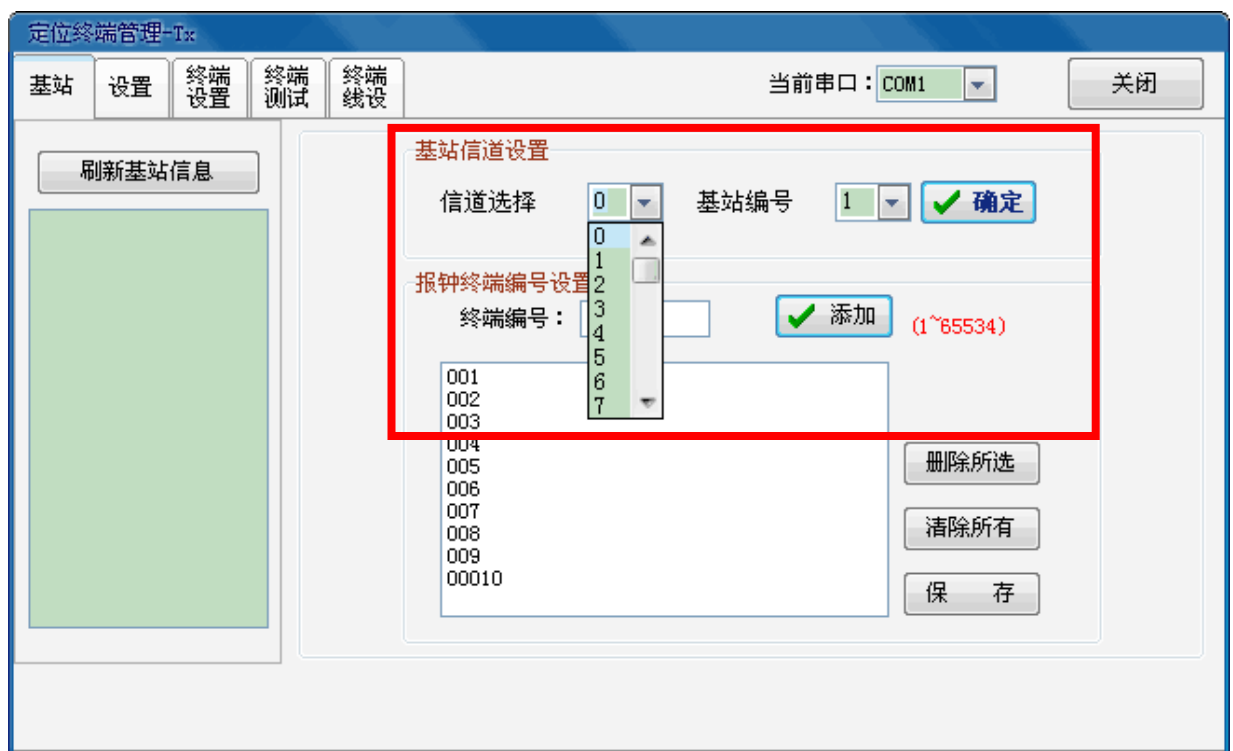 定位终端管理-Tx
基站
设置
终端
设置
终端
测试
终端
线设
当前串口：COM1
关闭
刷新基站信息
基站信道设置
信道选择 0 基站编号 1 确定
0
1
2
3
4
5
6
7
报钟终端编号设置
终端编号： 添加 (1~65534)
001
002
003
004
005
006
007
008
009
00010
删除所选
清除所有
保 存